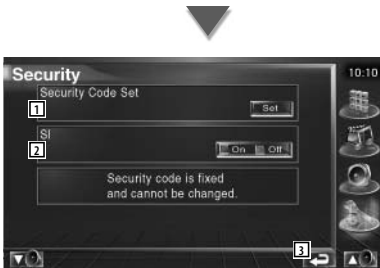 Security
10:10
Security Code Set
1
Set
SI
2
On Off
Security code is fixed
and cannot be changed.
3